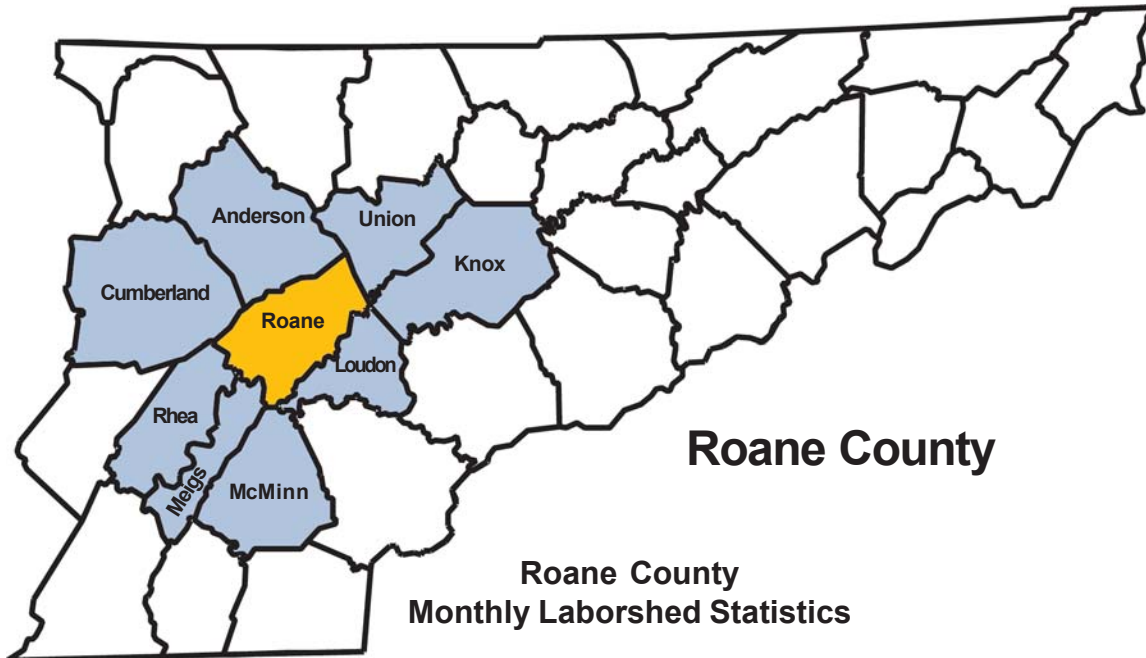 Anderson
Union
Knox
Cumberland
Roane
Loudon
Rhea
Meigs
McMinn
Roane County
Roane County
Monthly Laborshed Statistics